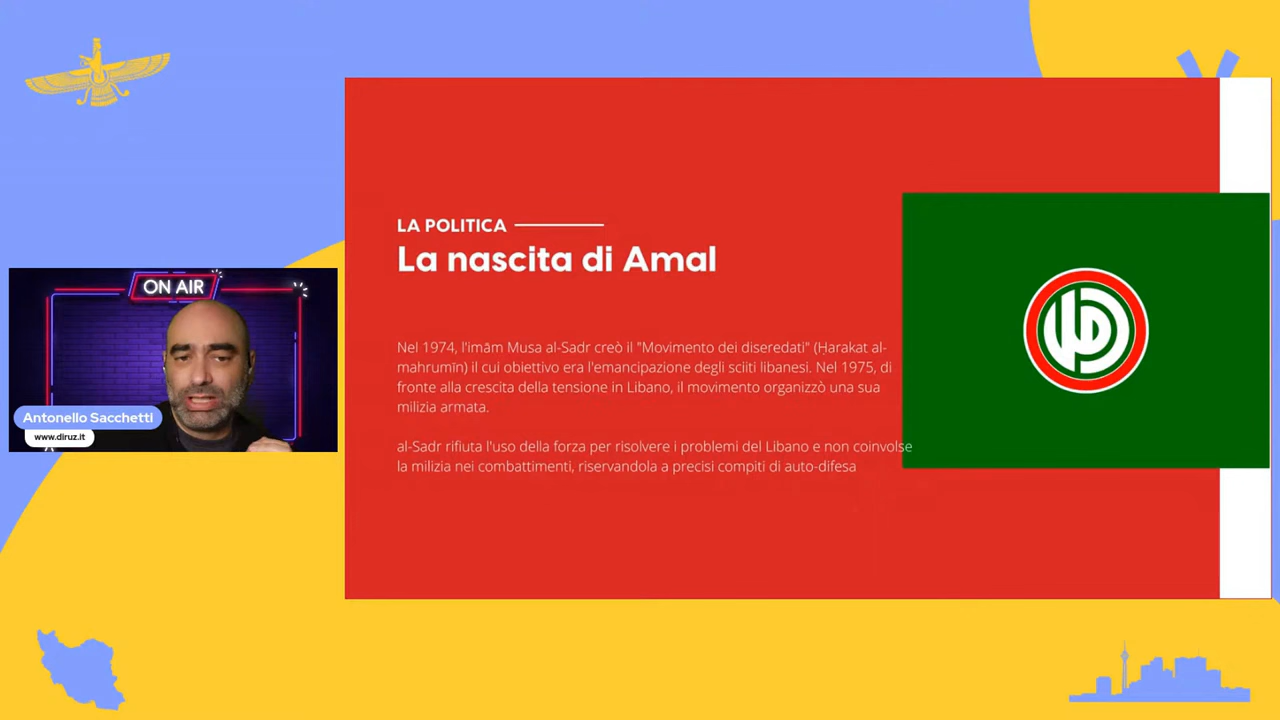 ON AIR
Antonello Sacchetti
www.diruz.it
LA POLITICA
La nascita di Amal
Nel 1974, l'imām Musa al-Sadr creò il "Movimento dei diseredati" (Ḥarakat al-
mahrumīn) il cui obiettivo era l'emancipazione degli sciiti libanesi. Nel 1975, di
fronte alla crescita della tensione in Libano, il movimento organizzò una sua
milizia armata.
al-Sadr rifiuta l'uso della forza per risolvere i problemi del Libano e non coinvolse
la milizia nei combattimenti, riservandola a precisi compiti di auto-difesa